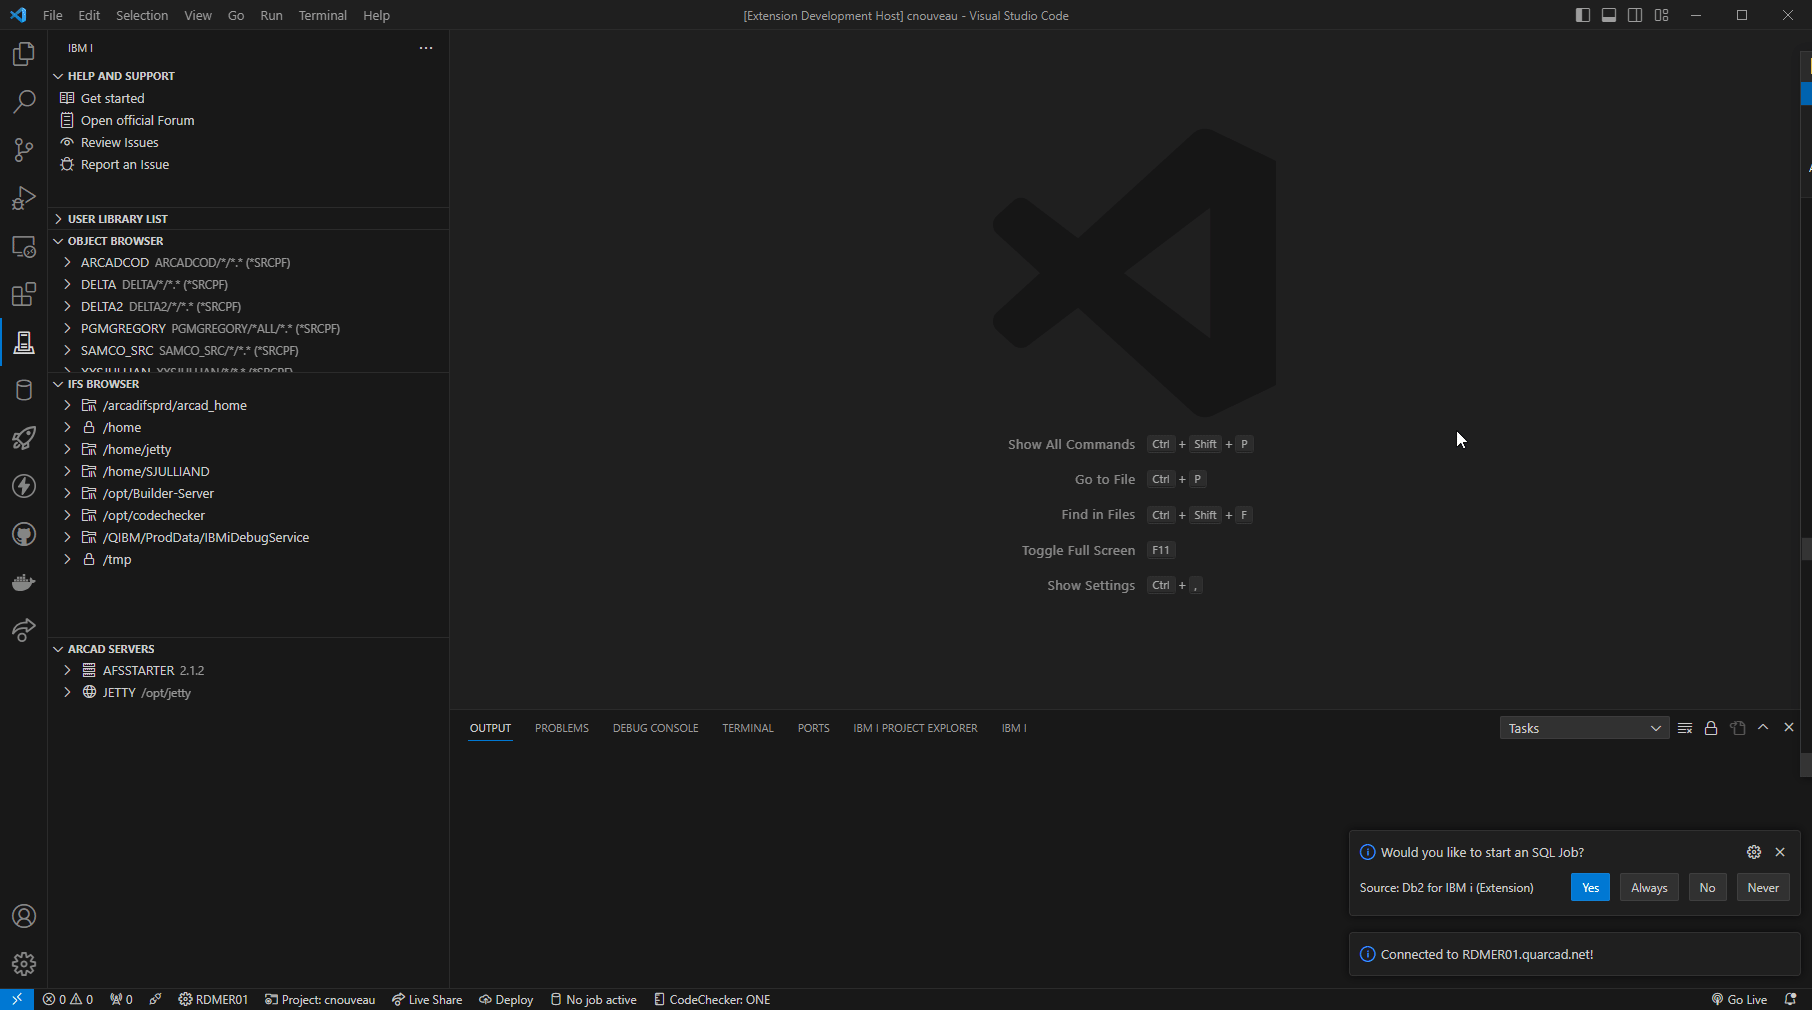 File Edit Selection View Go Run Terminal Help
[Extension Development Host] cnouveau - Visual Studio Code
IBM I
HELP AND SUPPORT
Get started
Open official Forum
Review Issues
Report an Issue
USER LIBRARY LIST
OBJECT BROWSER
ARCADCOD ARCADCOD/*/*.* (*SRCPF)
DELTA DELTA/*/*.* (*SRCPF)
DELTA2 DELTA2/*/*.* (*SRCPF)
PGMGREGORY PGMGREGORY/*ALL/*.* (*SRCPF)
SAMCO_SRC SAMCO_SRC/*/*.* (*SRCPF)
IFS BROWSER
/arcadifsprd/arcad_home
/home
/home/jetty
/home/SJULLIAND
/opt/Builder-Server
/opt/codechecker
/QIBM/ProdData/IBMiDebugService
/tmp
ARCAD SERVERS
AFSSTARTER 2.1.2
JETTY /opt/jetty
Show All Commands Ctrl + Shift + P
Go to File Ctrl + P
Find in Files Ctrl + Shift + F
Toggle Full Screen F11
Show Settings Ctrl + ,
OUTPUT PROBLEMS DEBUG CONSOLE TERMINAL PORTS IBM I PROJECT EXPLORER IBM I
Tasks
Would you like to start an SQL Job?
Source: Db2 for IBM i (Extension) Yes Always No Never
Connected to RDMER01.quarcad.net!
0 0 0 RDMER01 Project: cnouveau Live Share Deploy No job active CodeChecker: ONE Go Live